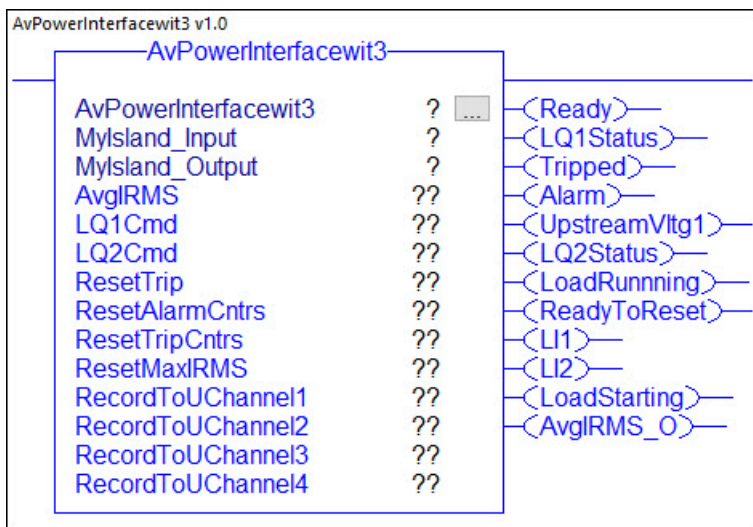 AvPowerInterfacewit3 v1.0
AvPowerInterfacewit3
AvPowerInterfacewit3 ? ... Ready
MyIsland_Input ? LQ1Status
MyIsland_Output ? Tripped
AvgIRMS ?? Alarm
LQ1Cmd ?? UpstreamVltg1
LQ2Cmd ?? LQ2Status
ResetTrip ?? LoadRunnning
ResetAlarmCntrs ?? ReadyToReset
ResetTripCntrs ?? LI1
ResetMaxIRMS ?? LI2
RecordToUChannel1 ?? LoadStarting
RecordToUChannel2 ?? AvgIRMS_O
RecordToUChannel3 ??
RecordToUChannel4 ??